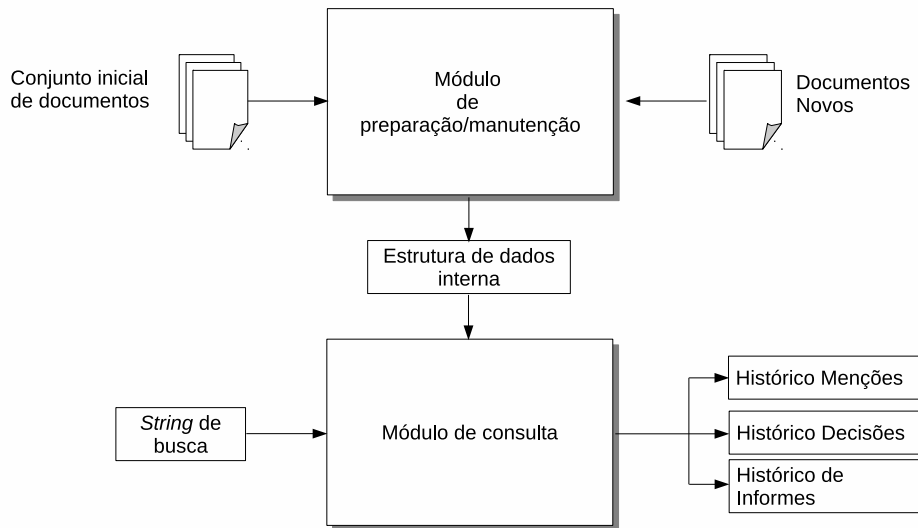 Conjunto inicial
de documentos
Módulo
de
preparação/manutenção
Documentos
Novos
Estrutura de dados
interna
String de
busca
Módulo de consulta
Histórico Menções
Histórico Decisões
Histórico de
Informes